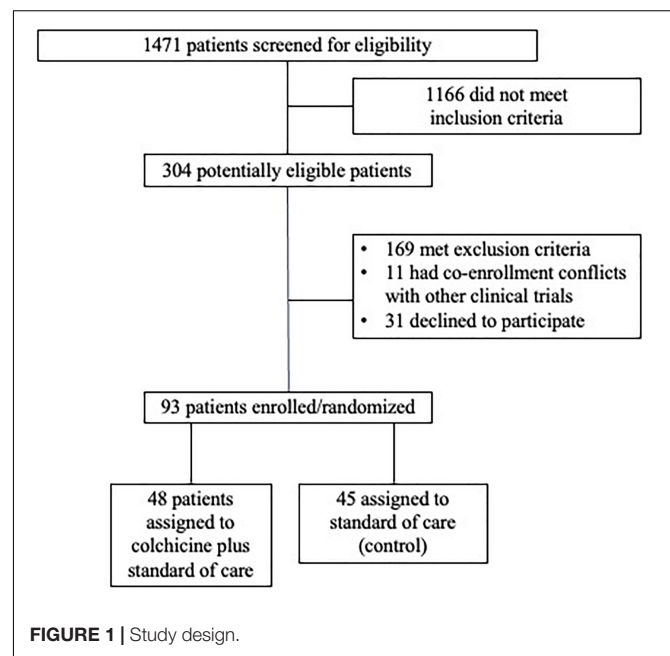 1471 patients screened for eligibility
1166 did not meet
inclusion criteria
304 potentially eligible patients
• 169 met exclusion criteria
• 11 had co-enrollment conflicts
with other clinical trials
• 31 declined to participate
93 patients enrolled/randomized
48 patients
assigned to
colchicine plus
standard of care
45 assigned to
standard of care
(control)
FIGURE 1 | Study design.